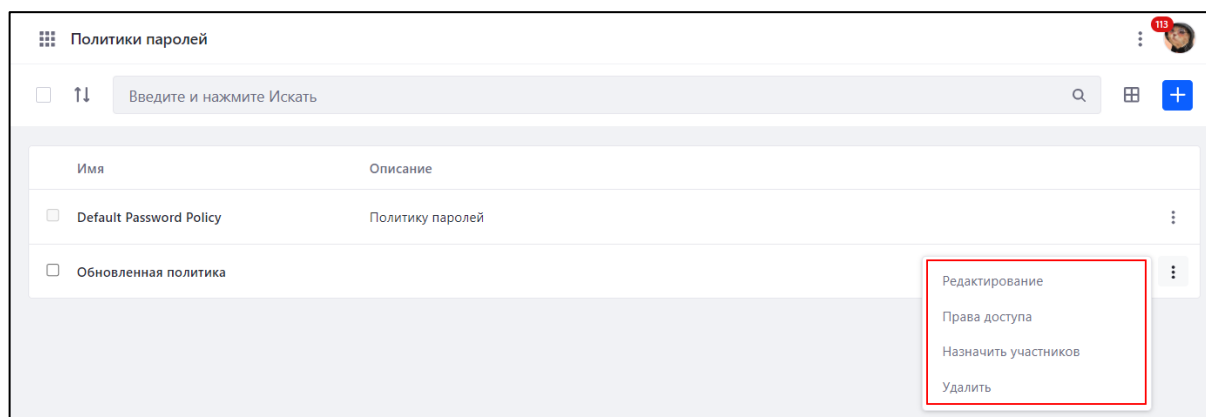 Политики паролей
113
Введите и нажмите Искать
Имя Описание
Default Password Policy Политику паролей
Обновленная политика
Редактирование
Права доступа
Назначить участников
Удалить